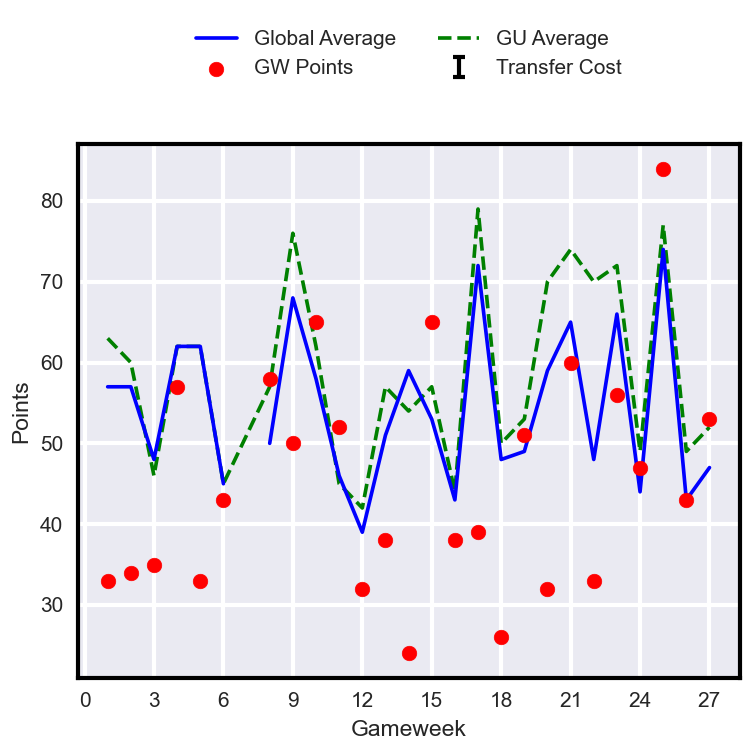 Global Average
GU Average
GW Points
Transfer Cost
80
70
60
50
40
30
Points
0 3 6 9 12 15 18 21 24 27
Gameweek